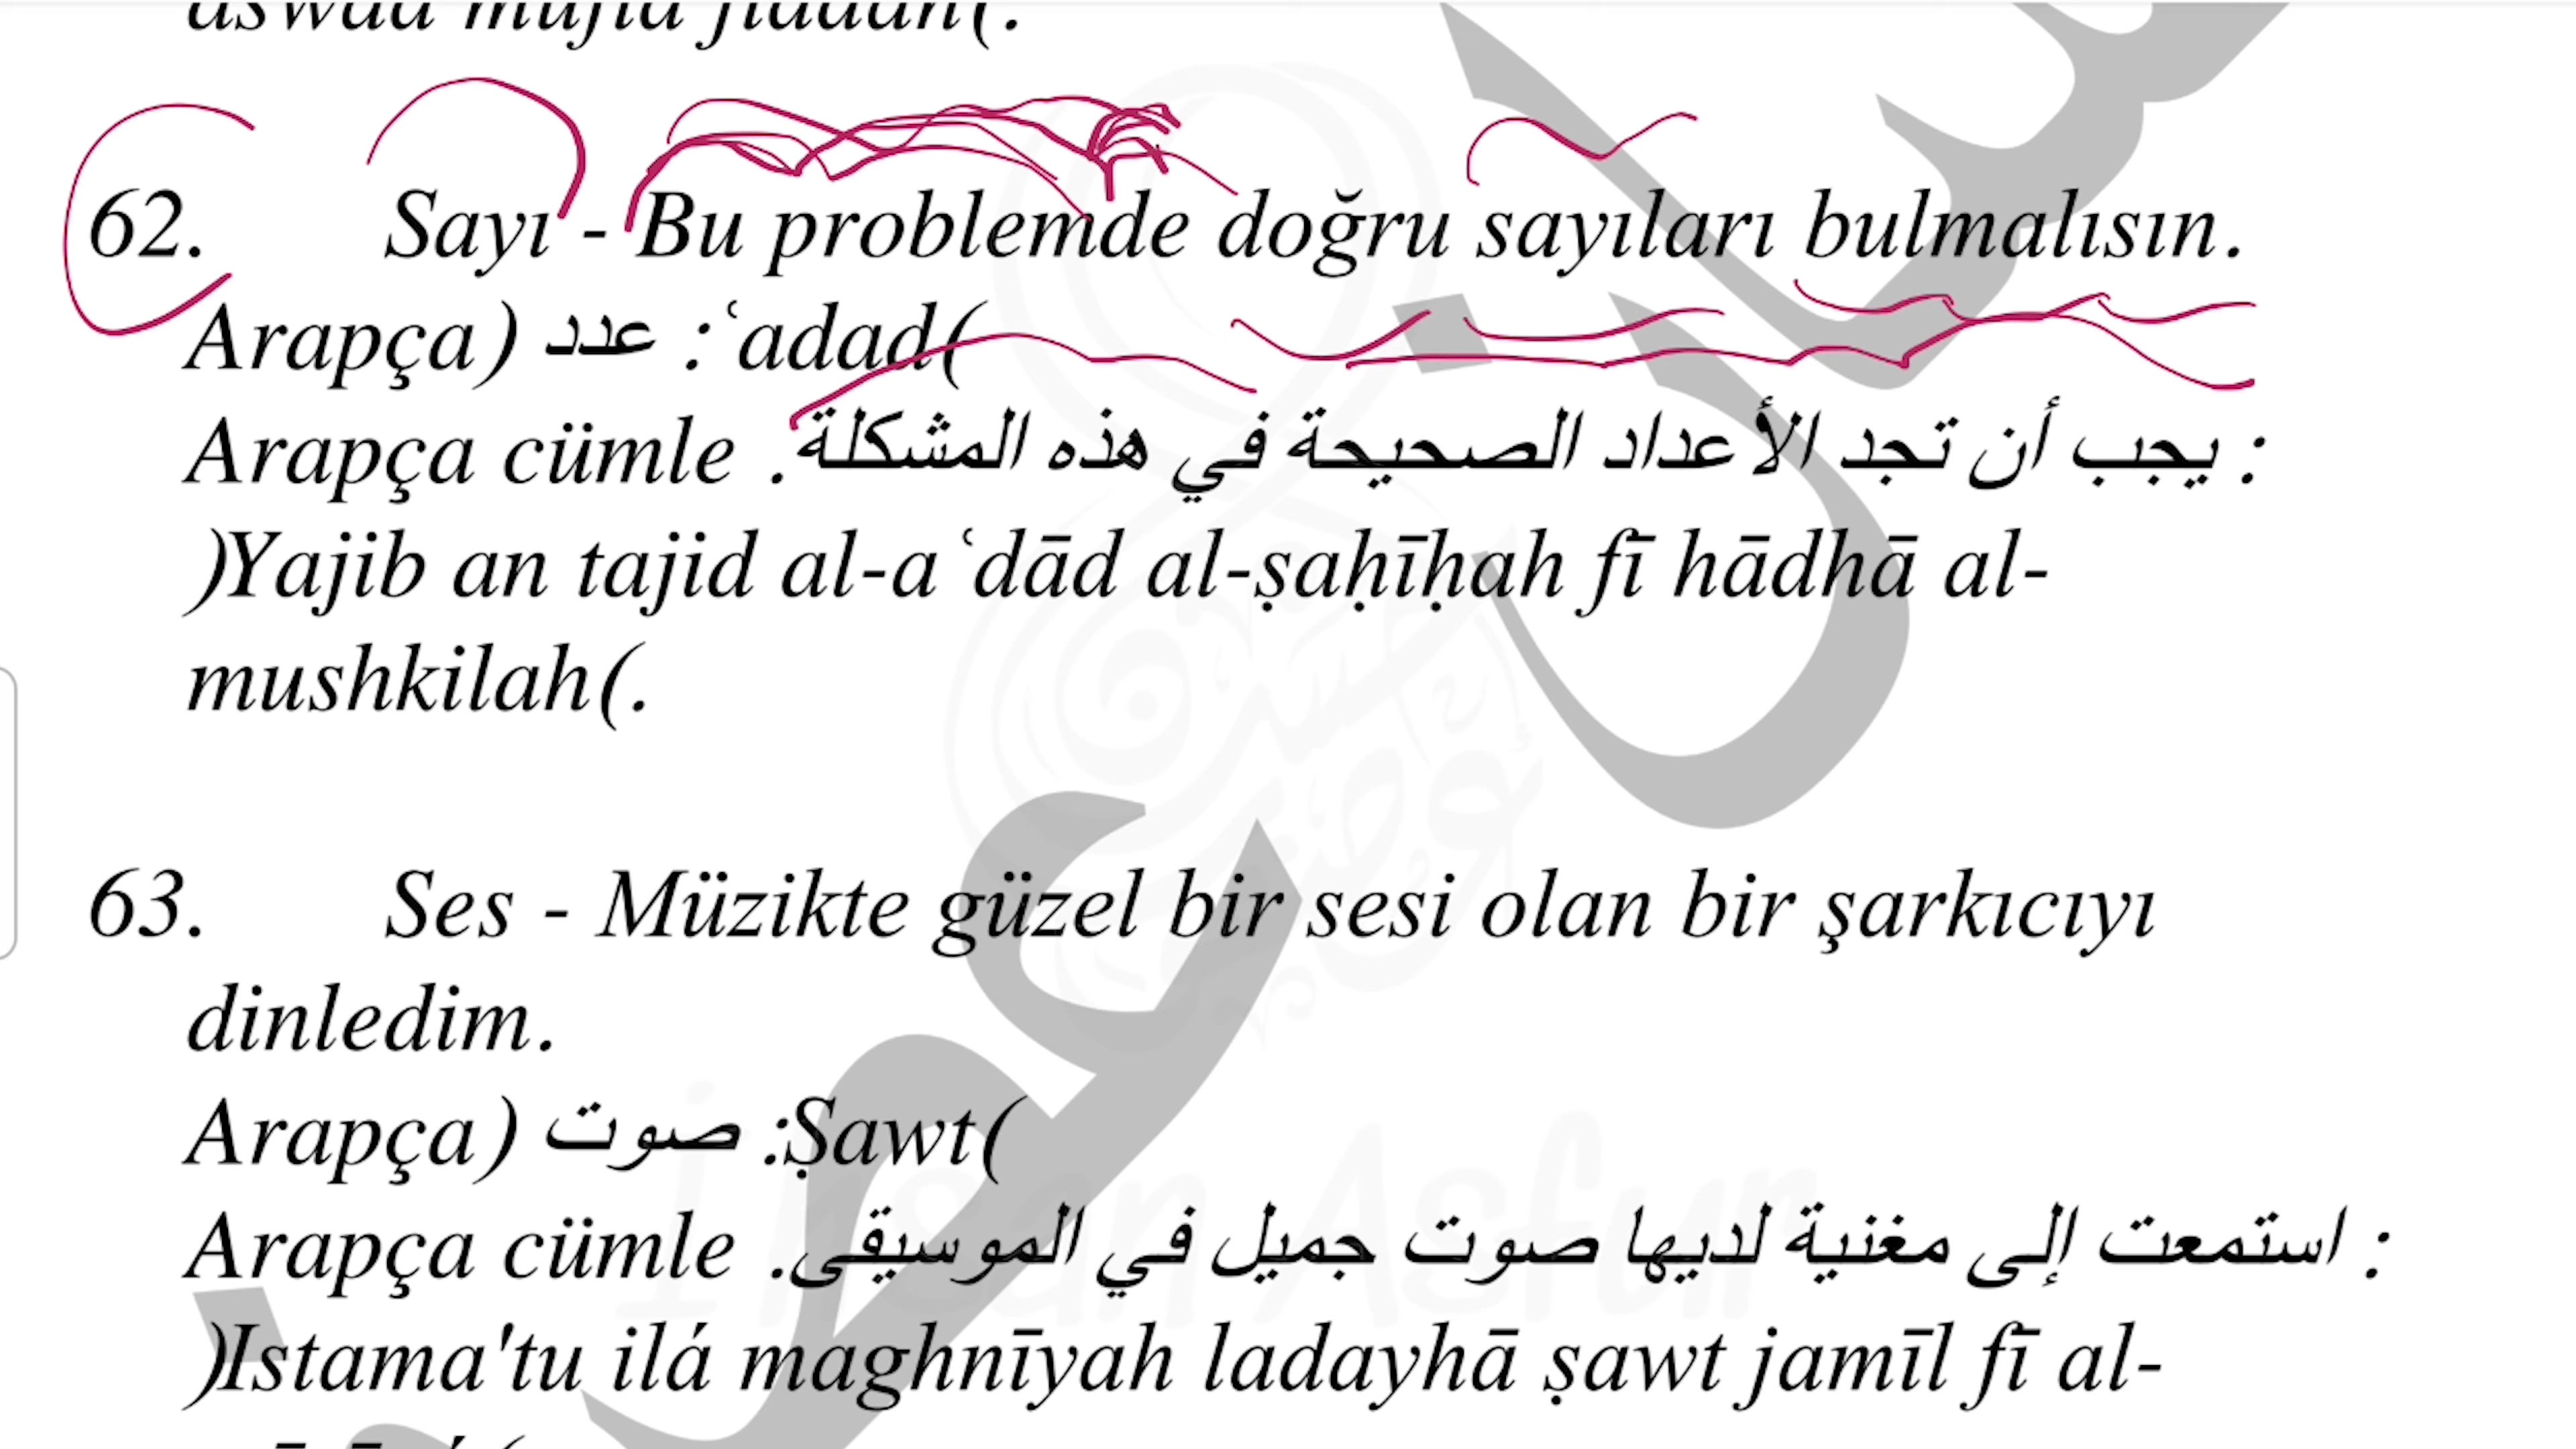 aswad
62. Sayı - Bu problemde doğru sayıları bulmalısın.
Arapça) عدد :ʿadad(
Arapça cümle : يجب أن تجد الأعداد الصحيحة في هذه المشكلة.
)Yajib an tajid al-aʿdād al-ṣaḥīḥah fī hādhā al-
mushkilah(.
63. Ses - Müzikte güzel bir sesi olan bir şarkıcıyı
dinledim.
Arapça) صوت :Ṣawt(
Arapça cümle : استمعت إلى مغنية لديها صوت جميل في الموسيقى.
)Istama'tu ilá maghnīyah ladayhā ṣawt jamīl fī al-